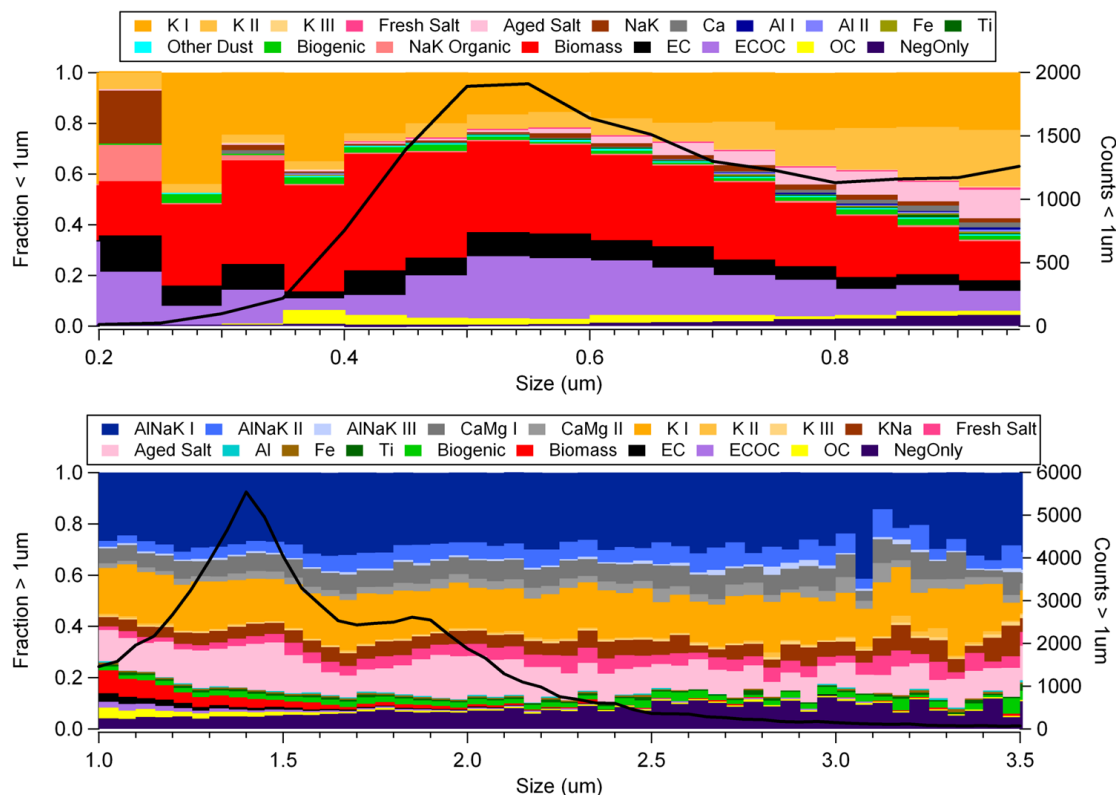 K I K II K III Fresh Salt Aged Salt NaK Ca Al I Al II Fe Ti
Other Dust Biogenic NaK Organic Biomass EC ECOC OC NegOnly
1.0
0.8
0.6
0.4
0.2
0.0
Fraction < 1um
2000
1500
1000
500
0
Counts < 1um
0.2 0.4 0.6 0.8
Size (um)
AlNaK I AlNaK II AlNaK III CaMg I CaMg II K I K II K III KNa Fresh Salt
Aged Salt Al Fe Ti Biogenic Biomass EC ECOC OC NegOnly
1.0
0.8
0.6
0.4
0.2
0.0
Fraction > 1um
6000
5000
4000
3000
2000
1000
0
Counts > 1um
1.0 1.5 2.0 2.5 3.0 3.5
Size (um)